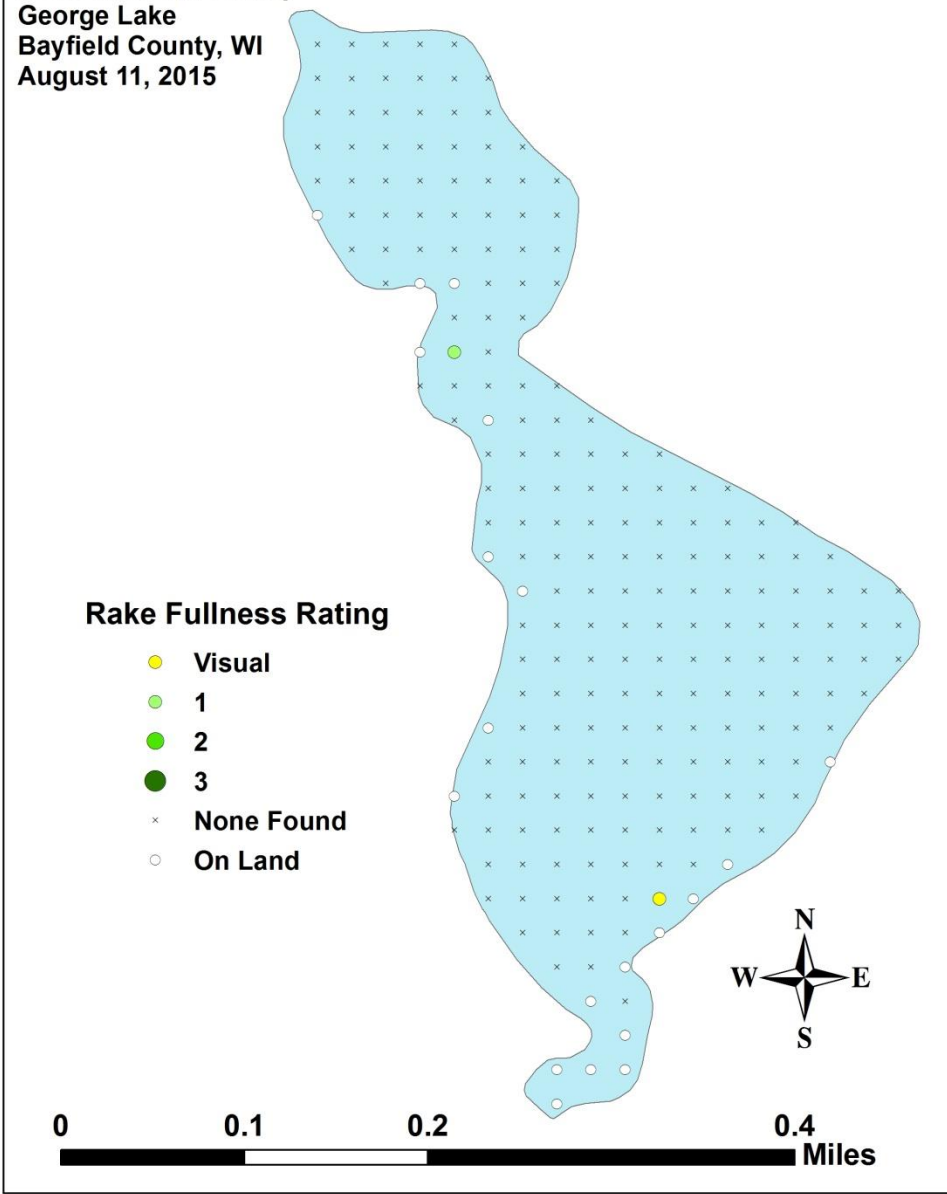 George Lake
Bayfield County, WI
August 11, 2015
Rake Fullness Rating
Visual
1
2
3
None Found
On Land
N
W E
S
0 0.1 0.2 0.4
Miles